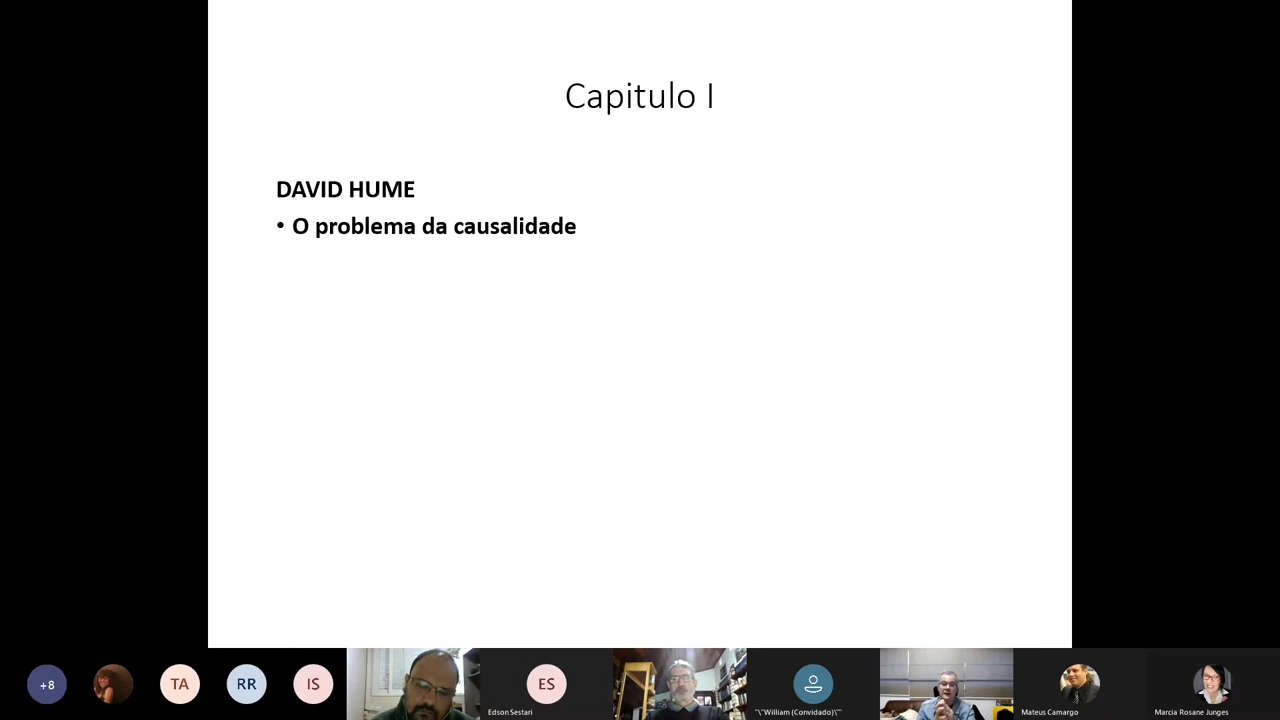 Capitulo I
DAVID HUME
• O problema da causalidade
+8
TA
RR
IS
ES
Edson Sestari
"\"William (Convidado)\""
Mateus Camargo
Marcia Rosane Junges